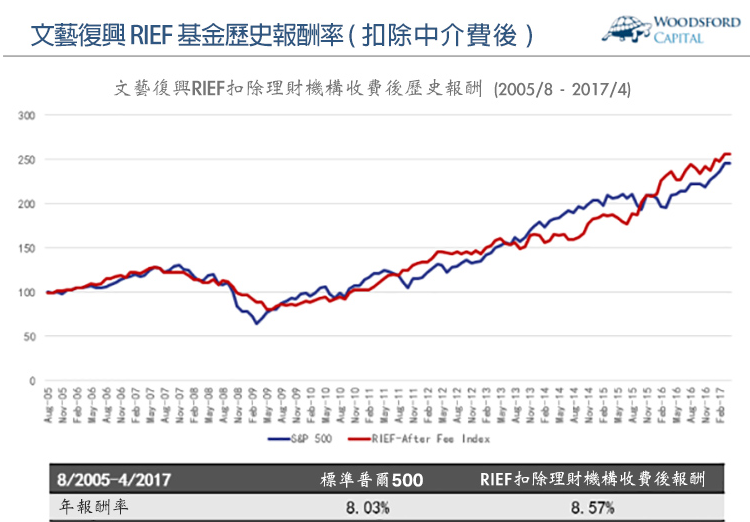 文藝復興 RIEF 基金歷史報酬率 ( 扣除中介費後 )
WOODSFORD
CAPITAL
文藝復興RIEF扣除理財機構收費後歷史報酬 (2005/8 - 2017/4)
300
250
200
150
100
50
0
Aug-05 Nov-05 Feb-06 May-06 Aug-06 Nov-06 Feb-07 May-07 Aug-07 Nov-07 Feb-08 May-08 Aug-08 Nov-08 Feb-09 May-09 Aug-09 Nov-09 Feb-10 May-10 Aug-10 Nov-10 Feb-11 May-11 Aug-11 Nov-11 Feb-12 May-12 Aug-12 Nov-12 Feb-13 May-13 Aug-13 Nov-13 Feb-14 May-14 Aug-14 Nov-14 Feb-15 May-15 Aug-15 Nov-15 Feb-16 May-16 Aug-16 Nov-16 Feb-17
S&P 500 RIEF-After Fee Index
8/2005-4/2017 標準普爾500 RIEF扣除理財機構收費後報酬
年報酬率 8.03% 8.57%